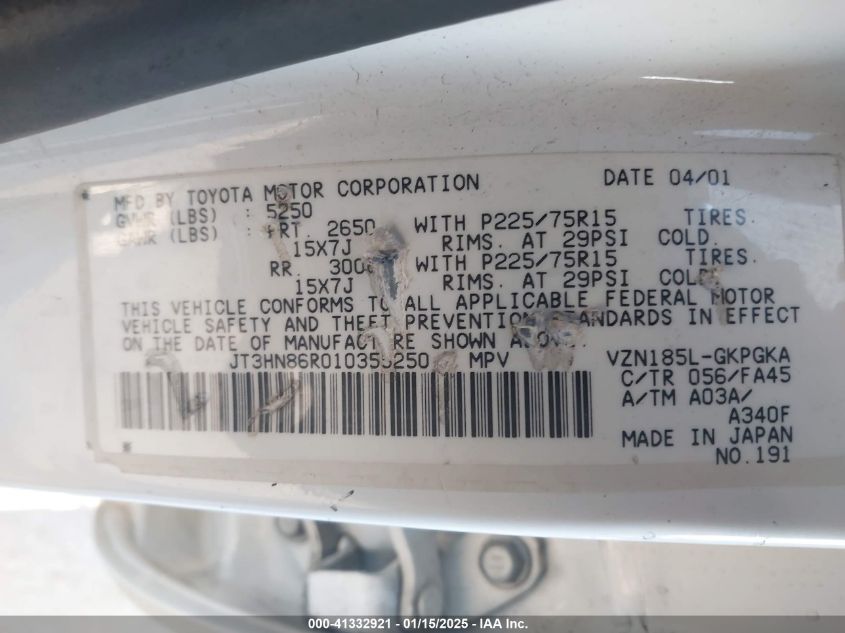 MFD BY TOYOTA MOTOR CORPORATION DATE 04/01
GVWR (LBS) : 5250
GAWR (LBS) : FRT. 2650 WITH P225/75R15 TIRES.
15X7J RIMS. AT 29PSI COLD.
RR. 3000 WITH P225/75R15 TIRES.
15X7J RIMS. AT 29PSI COLD.
THIS VEHICLE CONFORMS TO ALL APPLICABLE FEDERAL MOTOR
VEHICLE SAFETY AND THEFT PREVENTION STANDARDS IN EFFECT
ON THE DATE OF MANUFACTURE SHOWN ABOVE.
JT3HN86R010355250 MPV VZN185L-GKPGKA
C/TR 056/FA45
A/TM A03A/
A340F
MADE IN JAPAN
NO.191
000-41332921 - 01/15/2025 - © IAA Inc.